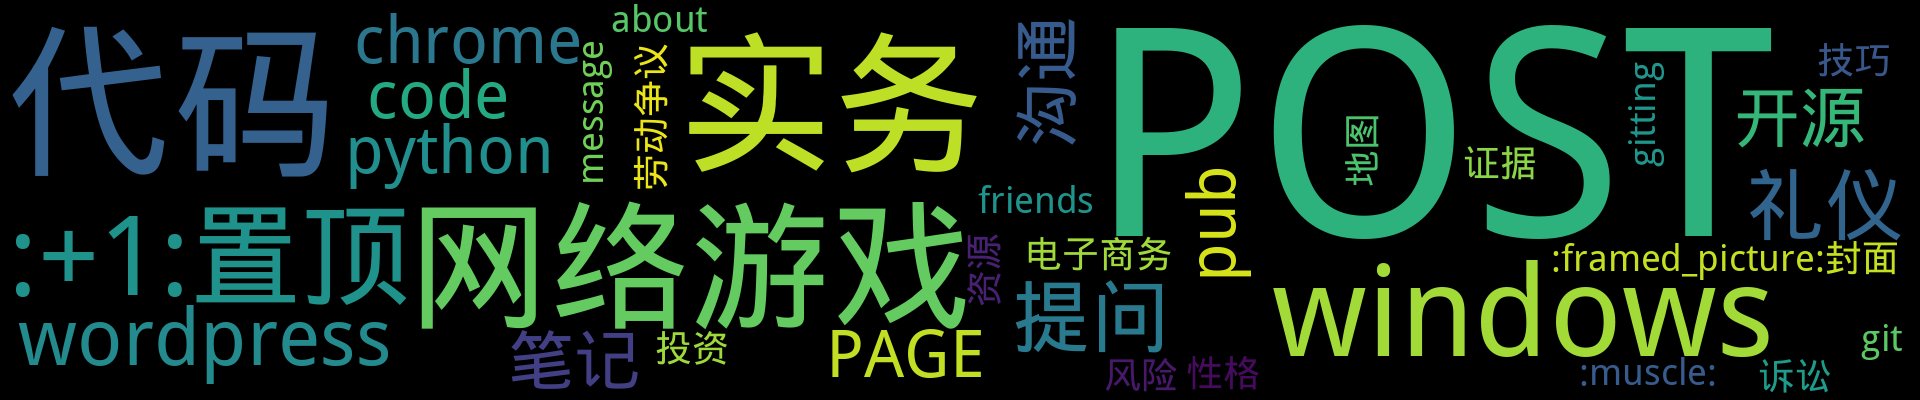 代码
chrome
code
python
about
message
劳动争议
实务
沟通
POST
地图
证据
gitting
技巧
开源
礼仪
pub
friends
:+1:置顶
网络游戏
资源
电子商务
提问
windows
:framed_picture:封面
wordpress
笔记
投资
PAGE
风险
性格
:muscle:
诉讼
git